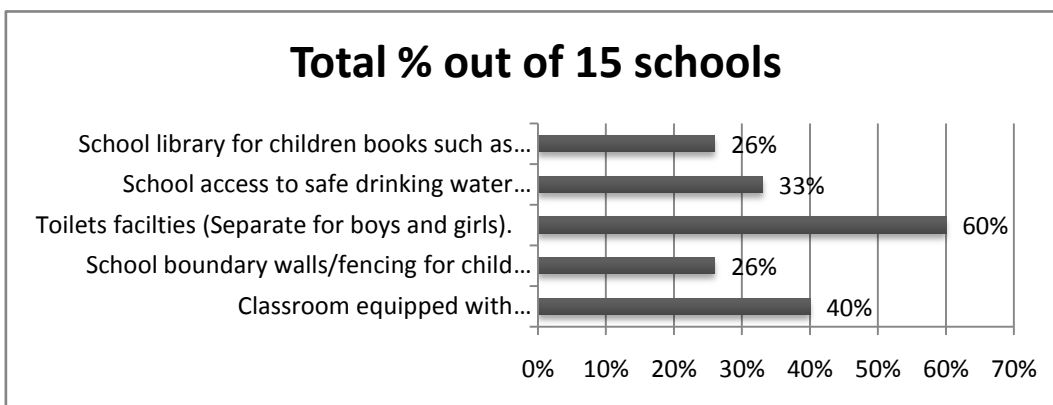 Total % out of 15 schools
School library for children books such as... 26%
School access to safe drinking water... 33%
Toilets facilties (Separate for boys and girls). 60%
School boundary walls/fencing for child... 26%
Classroom equipped with... 40%
0% 10% 20% 30% 40% 50% 60% 70%